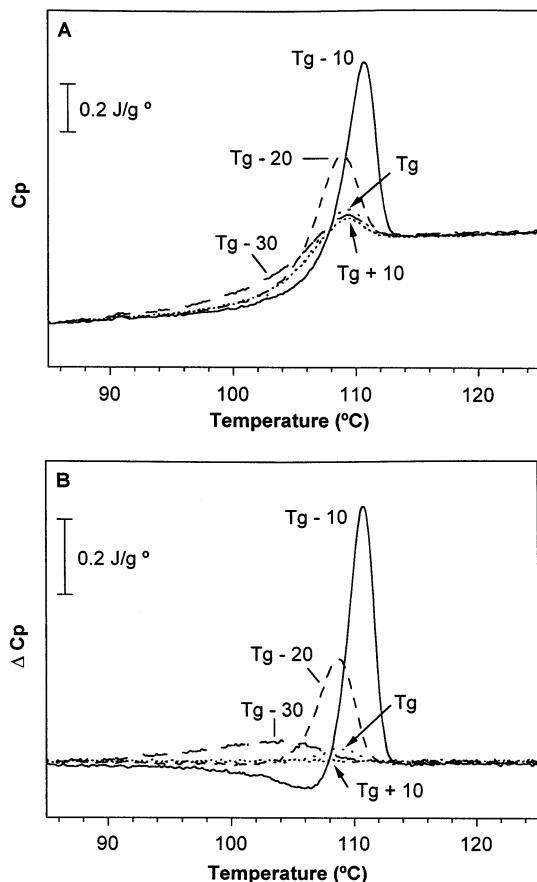 A
Tg - 10
0.2 J/g º
Tg - 20
Tg
Cp
Tg - 30
Tg + 10
90 100 110 120
Temperature (ºC)
B
Tg - 10
0.2 J/g º
Δ Cp
Tg - 20
Tg - 30
Tg
Tg + 10
90 100 110 120
Temperature (ºC)